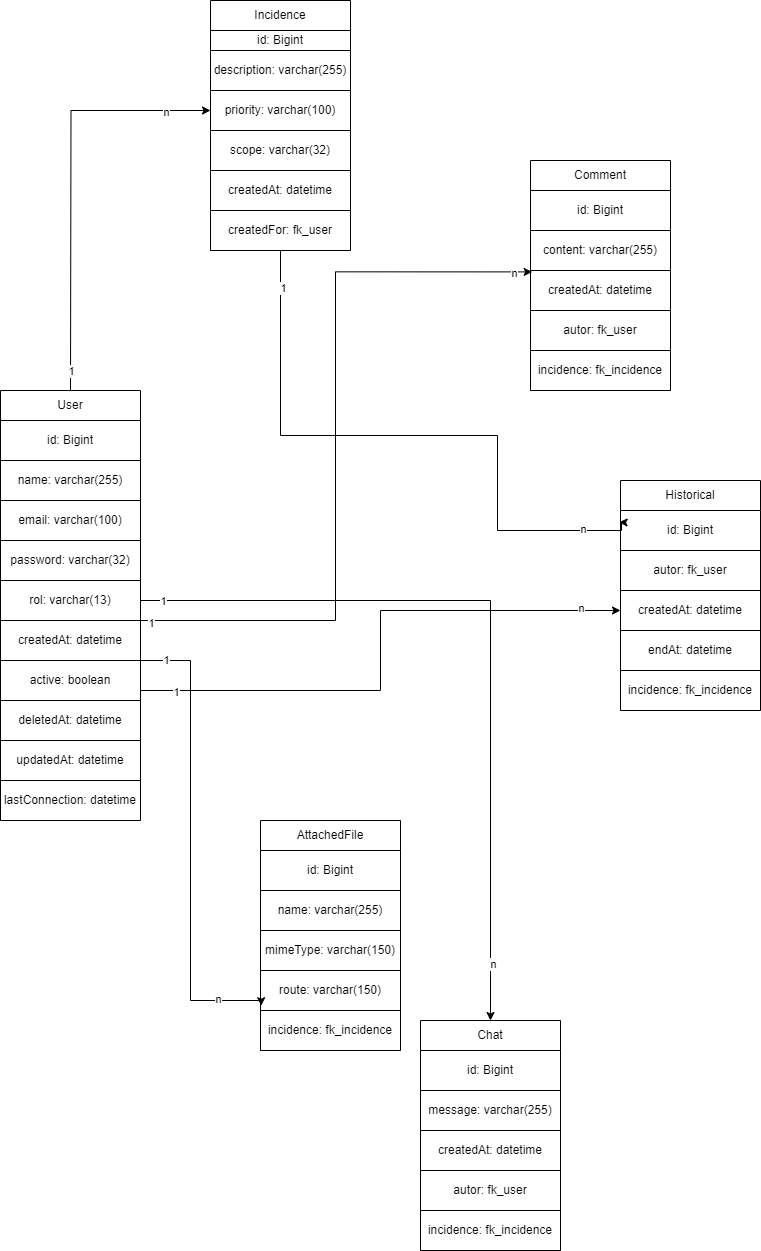 Incidence
id: Bigint
description: varchar(255)
priority: varchar(100)
scope: varchar(32)
createdAt: datetime
createdFor: fk_user
n
1
1
Comment
id: Bigint
content: varchar(255)
createdAt: datetime
autor: fk_user
incidence: fk_incidence
n
User
id: Bigint
name: varchar(255)
email: varchar(100)
password: varchar(32)
rol: varchar(13)
createdAt: datetime
active: boolean
deletedAt: datetime
updatedAt: datetime
lastConnection: datetime
1
1
1
1
Historical
id: Bigint
autor: fk_user
createdAt: datetime
endAt: datetime
incidence: fk_incidence
n
n
AttachedFile
id: Bigint
name: varchar(255)
mimeType: varchar(150)
route: varchar(150)
incidence: fk_incidence
n
n
Chat
id: Bigint
message: varchar(255)
createdAt: datetime
autor: fk_user
incidence: fk_incidence